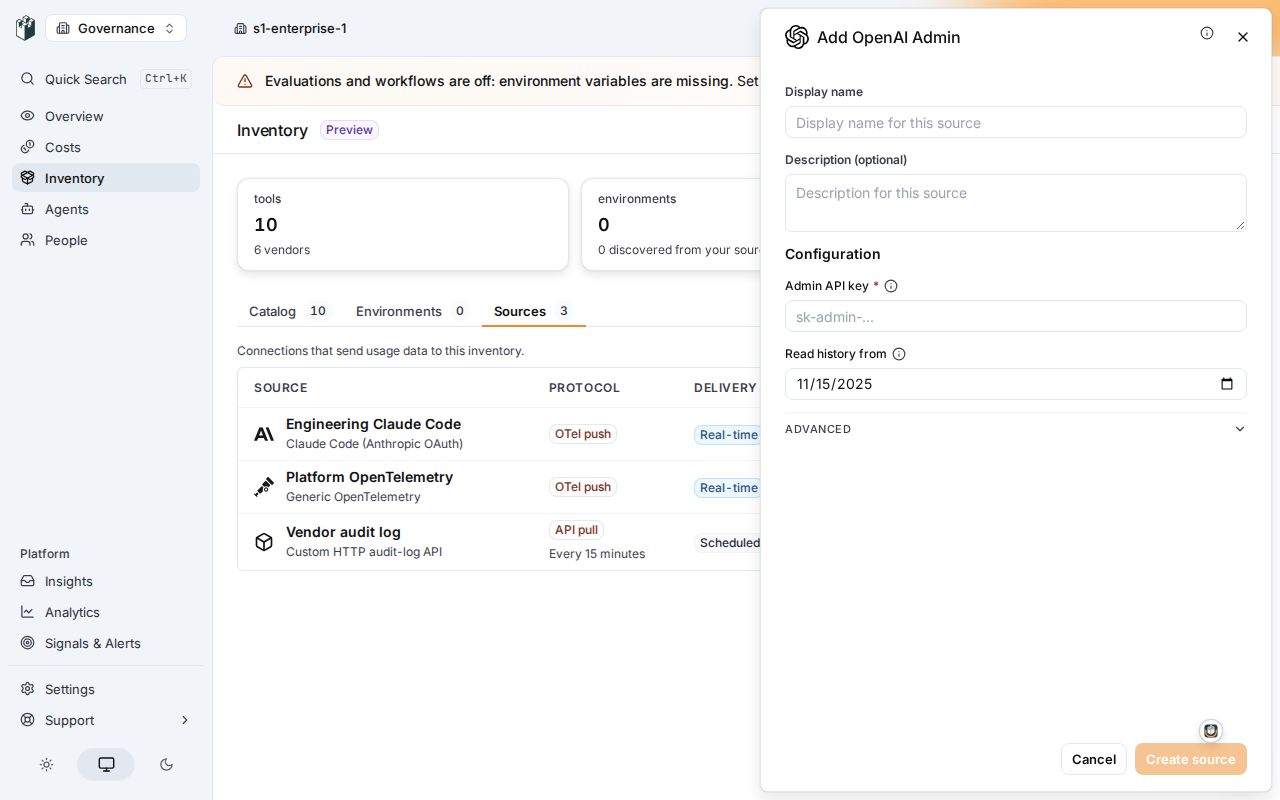 Governance
s1-enterprise-1
Quick Search Ctrl+K
Overview
Costs
Inventory
Agents
People
Platform
Insights
Analytics
Signals & Alerts
Settings
Support
Evaluations and workflows are off: environment variables are missing. Set
Inventory Preview
tools
10
6 vendors
environments
0
0 discovered from your sour
Catalog 10 Environments 0 Sources 3
Connections that send usage data to this inventory.
SOURCE PROTOCOL DELIVERY
Engineering Claude Code
Claude Code (Anthropic OAuth)
OTel push
Real-time
Platform OpenTelemetry
Generic OpenTelemetry
OTel push
Real-time
Vendor audit log
Custom HTTP audit-log API
API pull
Every 15 minutes
Scheduled
Add OpenAI Admin
Display name
Display name for this source
Description (optional)
Description for this source
Configuration
Admin API key *
sk-admin-...
Read history from
11/15/2025
ADVANCED
Cancel Create source